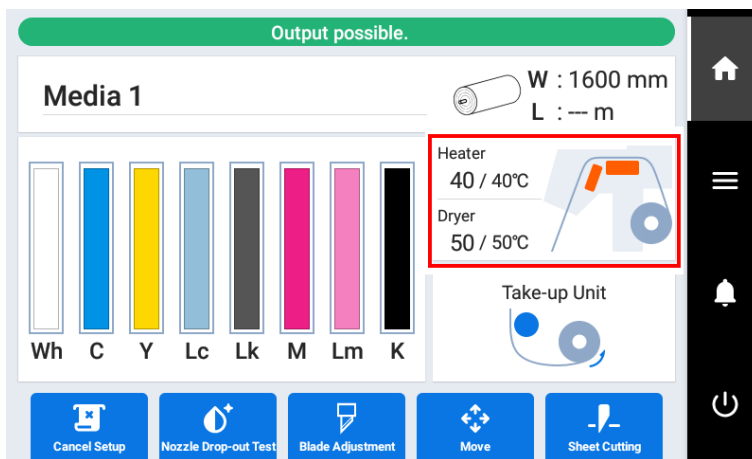 Output possible.
Media 1
W : 1600 mm
L : --- m
Heater
40 / 40℃
Dryer
50 / 50℃
Take-up Unit
Wh C Y Lc Lk M Lm K
Cancel Setup Nozzle Drop-out Test Blade Adjustment Move Sheet Cutting